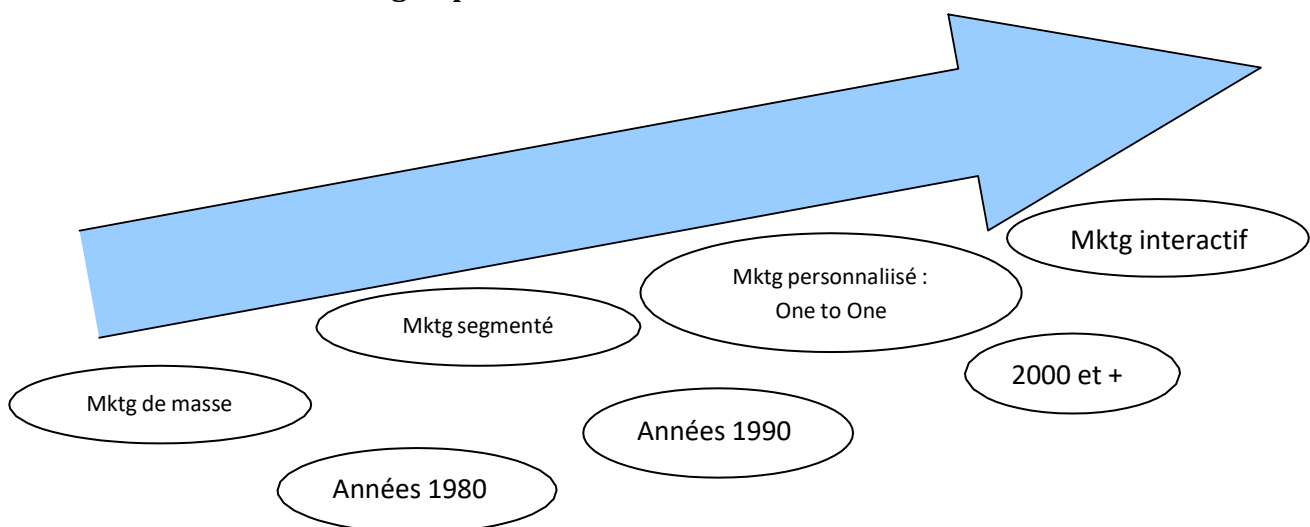 Mktg interactif
Mktg personnaliisé :
One to One
Mktg segmenté
2000 et +
Mktg de masse
Années 1990
Années 1980